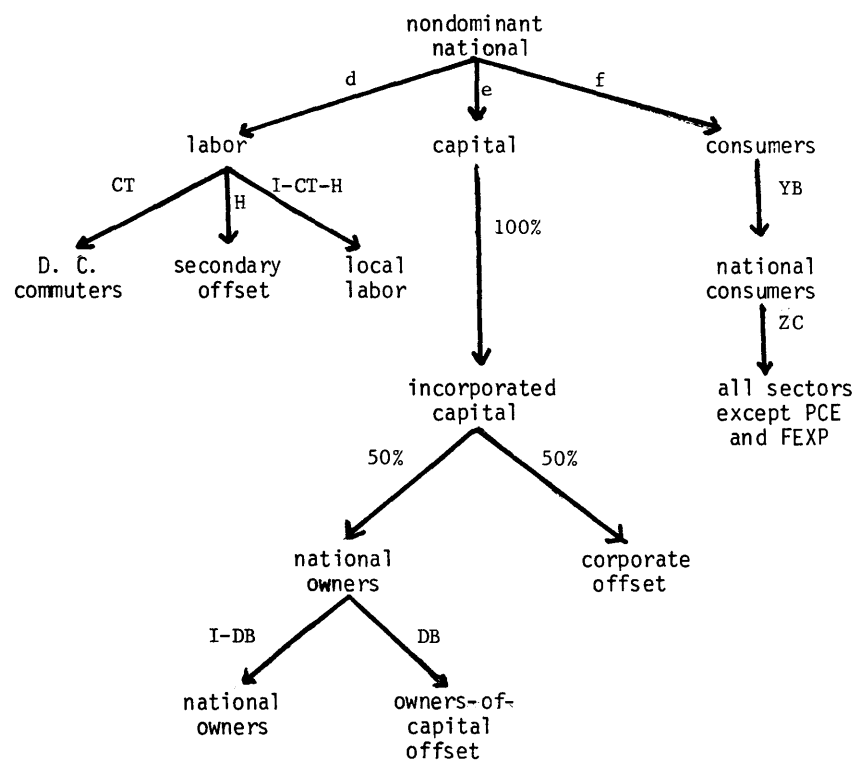 nondominant
national
d
e
f
labor
capital
consumers
CT
H
I-CT-H
100%
YB
D. C.
commuters
secondary
offset
local
labor
national
consumers
ZC
incorporated
capital
all sectors
except PCE
and FEXP
50%
50%
national
owners
corporate
offset
I-DB
DB
national
owners
owners-of-
capital
offset